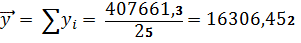 y⃗ = ∑yᵢ = 407661,3 / 25 = 16306,452